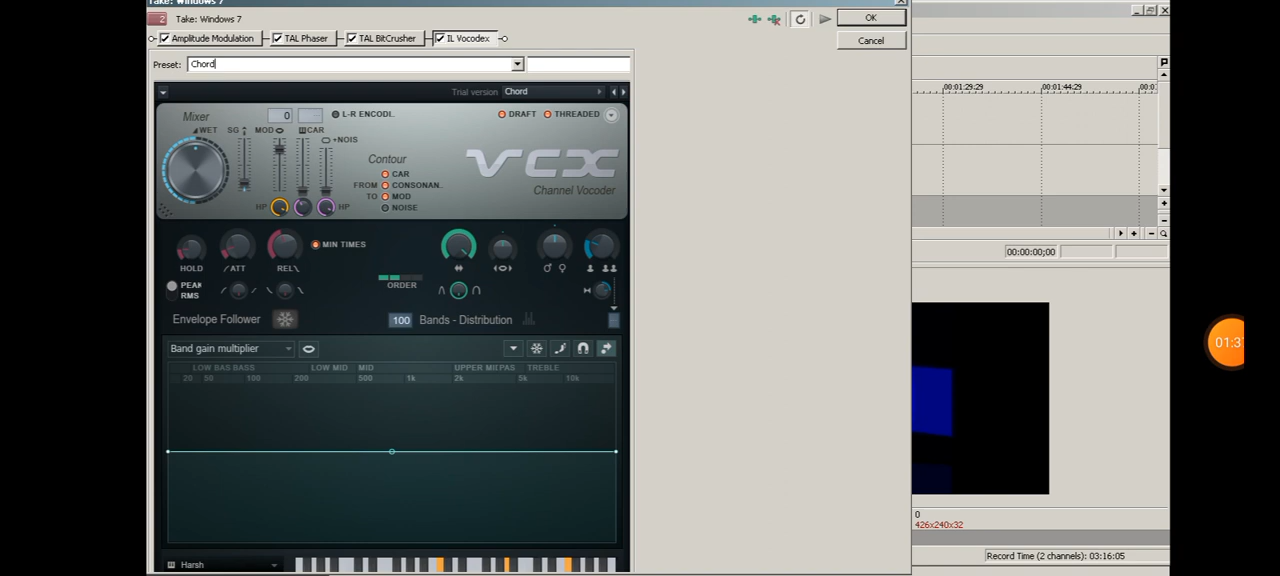 Take: Windows 7
2 Take: Windows 7
OK
Amplitude Modulation TAL Phaser TAL BitCrusher IL Vocodex
Cancel
Preset: Chord
Trial version Chord
00:01:29:29 00:01:44:29
Mixer 0 L-R ENCODI.. DRAFT THREADED
WET SG MOD CAR
+NOIS
Contour
CAR
FROM CONSONAN..
TO MOD
NOISE
HP HP
VCX
Channel Vocoder
MIN TIMES
HOLD ATT REL
ORDER
PEAK
RMS
Envelope Follower 100 Bands - Distribution
00:00:00;00
Band gain multiplier
LOW BAS BASS LOW MID MID UPPER MI PAS TREBLE
20 50 100 200 500 1k 2k 5k 10k
01:3
0
426x240x32
Record Time (2 channels): 03:16:05
Harsh